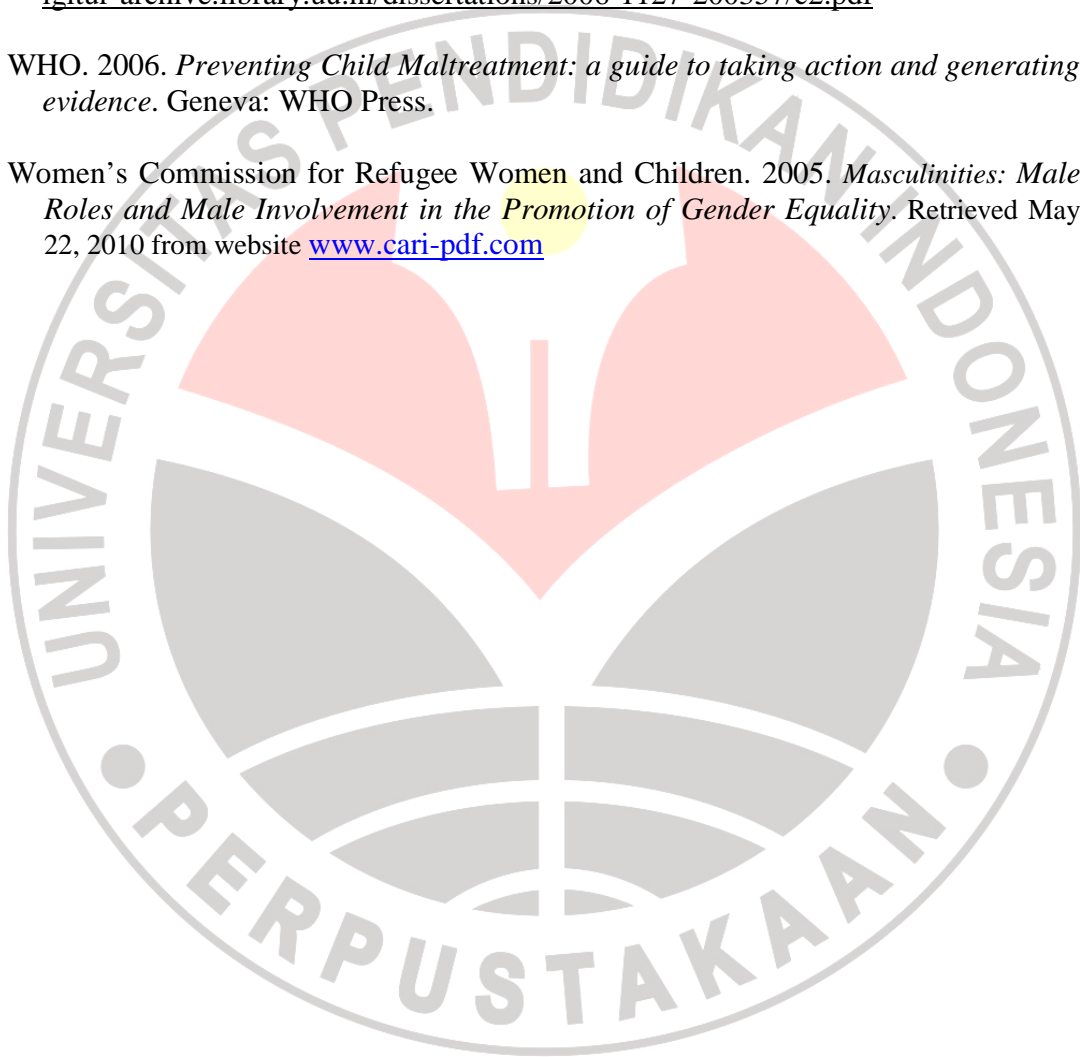 WHO. 2006. Preventing Child Maltreatment: a guide to taking action and generating
evidence. Geneva: WHO Press.
Women’s Commission for Refugee Women and Children. 2005. Masculinities: Male
Roles and Male Involvement in the Promotion of Gender Equality. Retrieved May
22, 2010 from website www.cari-pdf.com
UNIVERSITAS PENDIDIKAN INDONESIA
PERPUSTAKAAN